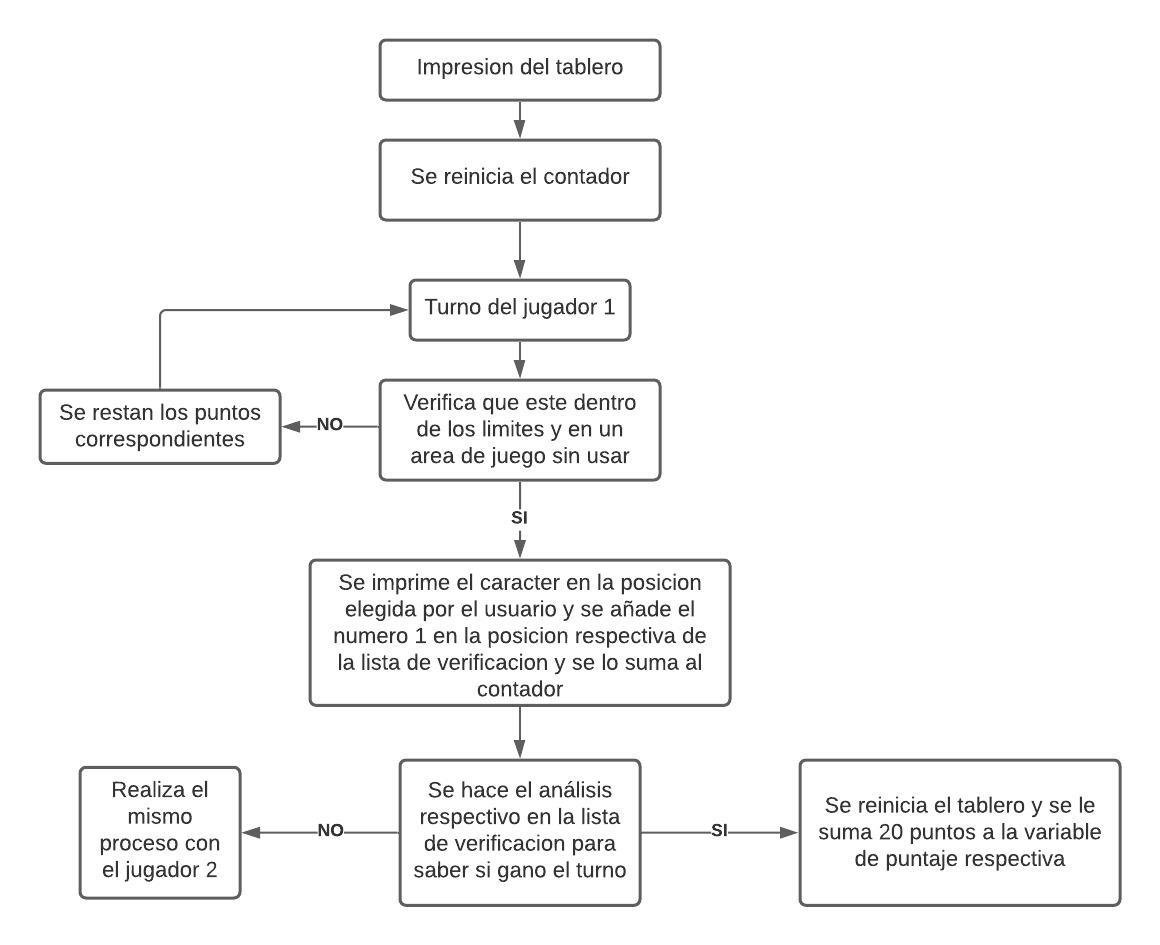 Impresion del tablero
Se reinicia el contador
Turno del jugador 1
Se restan los puntos
correspondientes
NO
Verifica que este dentro
de los limites y en un
area de juego sin usar
SI
Se imprime el caracter en la posicion
elegida por el usuario y se añade el
numero 1 en la posicion respectiva de
la lista de verificacion y se lo suma al
contador
Realiza el
mismo
proceso con
el jugador 2
NO
Se hace el análisis
respectivo en la lista
de verificacion para
saber si gano el turno
SI
Se reinicia el tablero y se le
suma 20 puntos a la variable
de puntaje respectiva